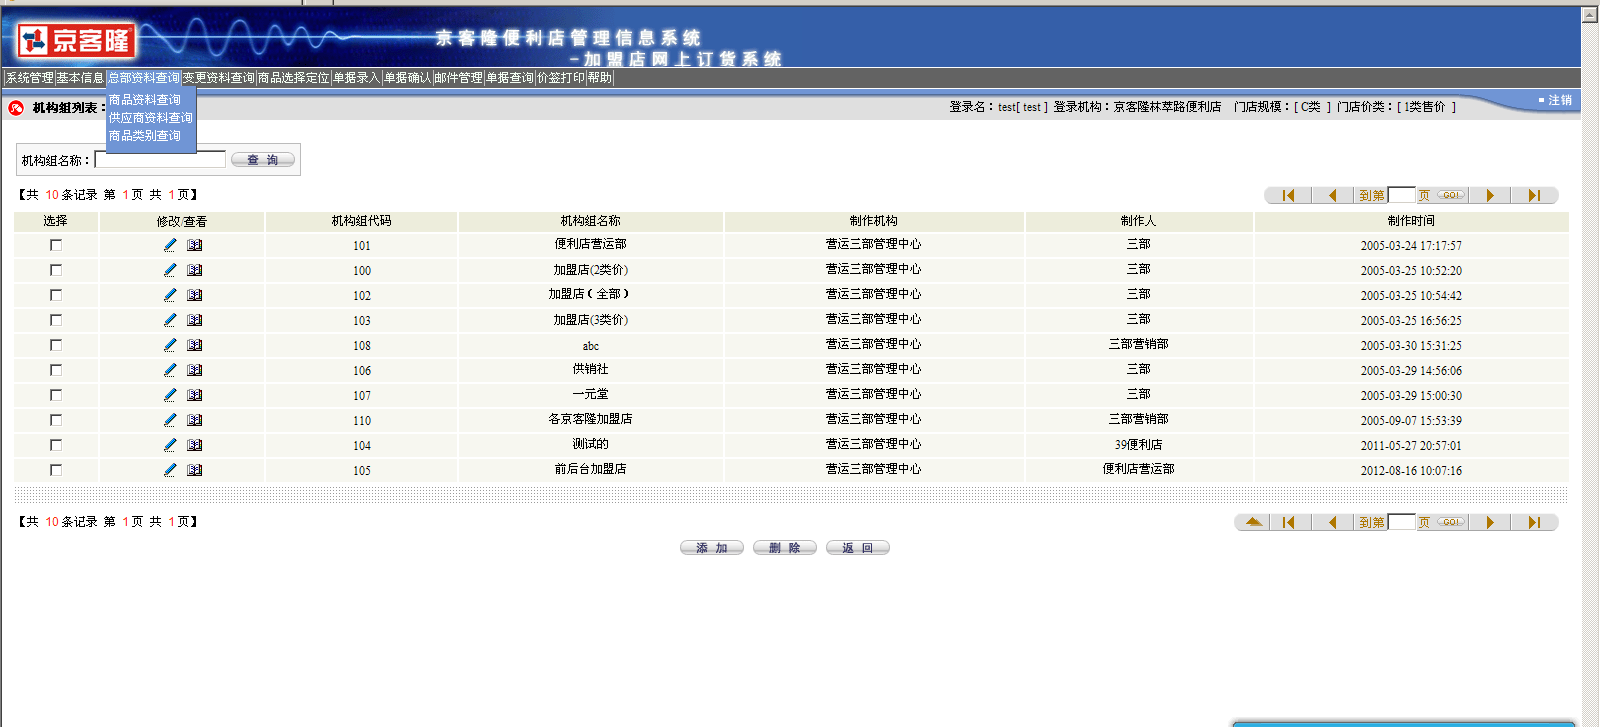 京客隆
京客隆便利店管理信息系统
-加盟店网上订货系统
系统管理|基本信息|总部资料查询|变更资料查询|商品选择定位|单据录入|单据确认|邮件管理|单据查询|价签打印|帮助|
商品资料查询
供应商资料查询
商品类别查询
机构组列表：
登录名：test[ test ] 登录机构：京客隆林萃路便利店 门店规模：[ C类 ] 门店价类：[ 1类售价 ]
注销
机构组名称： 查 询
【共 10 条记录 第 1 页 共 1 页】
到第 页 GO!
选择 修改/查看 机构组代码 机构组名称 制作机构 制作人 制作时间
101 便利店营运部 营运三部管理中心 三部 2005-03-24 17:17:57
100 加盟店(2类价) 营运三部管理中心 三部 2005-03-25 10:52:20
102 加盟店（全部） 营运三部管理中心 三部 2005-03-25 10:54:42
103 加盟店(3类价) 营运三部管理中心 三部 2005-03-25 16:56:25
108 abc 营运三部管理中心 三部营销部 2005-03-30 15:31:25
106 供销社 营运三部管理中心 三部 2005-03-29 14:56:06
107 一元堂 营运三部管理中心 三部 2005-03-29 15:00:30
110 各京客隆加盟店 营运三部管理中心 三部营销部 2005-09-07 15:53:39
104 测试的 营运三部管理中心 39便利店 2011-05-27 20:57:01
105 前后台加盟店 营运三部管理中心 便利店营运部 2012-08-16 10:07:16
【共 10 条记录 第 1 页 共 1 页】
到第 页 GO!
添 加 删 除 返 回